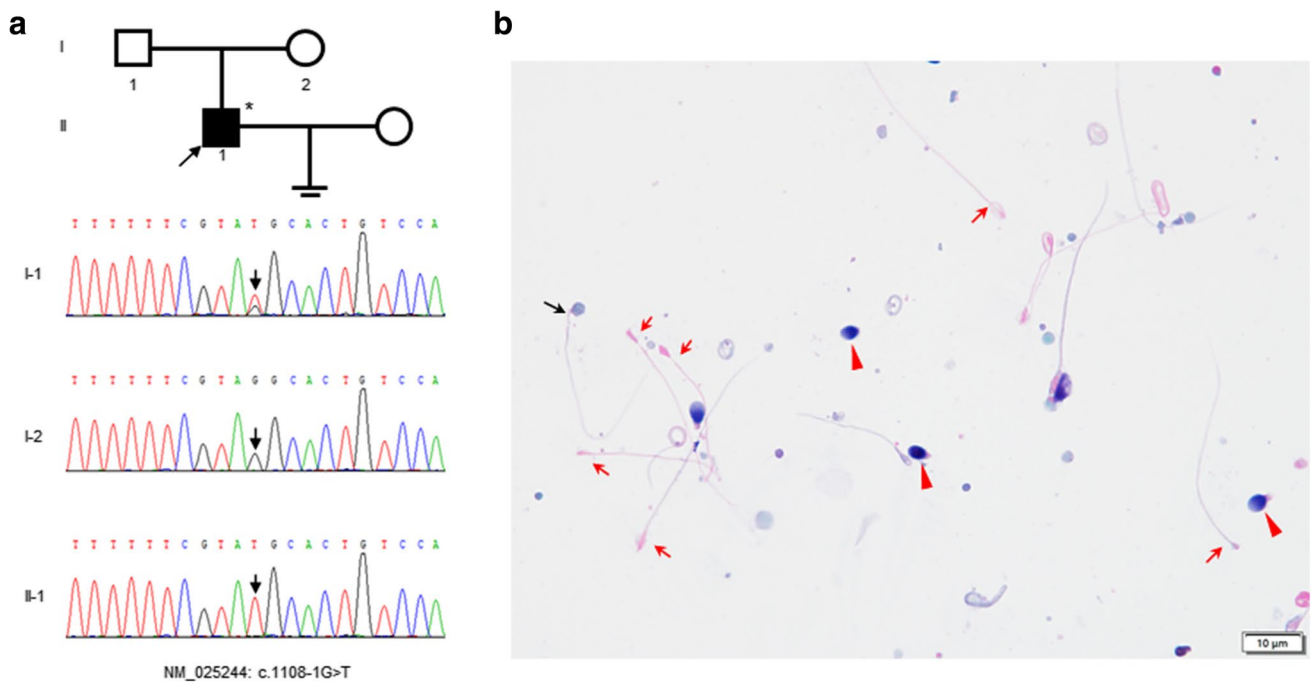 a
b
I
1
2
*
II
1
T T T T T T C G T A T G C A C T G T C C A
I-1
T T T T T T C G T A G G C A C T G T C C A
I-2
T T T T T T C G T A T G C A C T G T C C A
II-1
NM_025244: c.1108-1G>T
10 μm